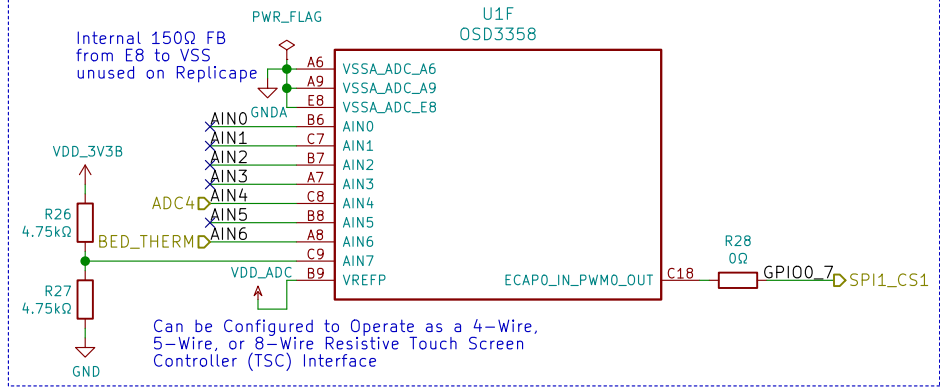 PWR_FLAG
U1F
OSD3358
Internal 150Ω FB
from E8 to VSS
unused on Replicape
GNDA
A6 VSSA_ADC_A6
A9 VSSA_ADC_A9
E8 VSSA_ADC_E8
AIN0 B6 AIN0
AIN1 C7 AIN1
AIN2 B7 AIN2
AIN3 A7 AIN3
ADC4 AIN4 C8 AIN4
AIN5 B8 AIN5
BED_THERM AIN6 A8 AIN6
C9 AIN7
VDD_ADC B9 VREFP
VDD_3V3B
R26
4.75kΩ
R27
4.75kΩ
GND
ECAP0_IN_PWM0_OUT C18
R28
0Ω
GPIO0_7 SPI1_CS1
Can be Configured to Operate as a 4-Wire,
5-Wire, or 8-Wire Resistive Touch Screen
Controller (TSC) Interface